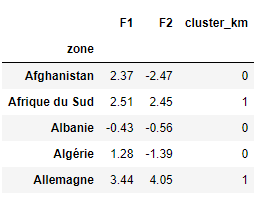 F1 F2 cluster_km
zone
Afghanistan 2.37 -2.47 0
Afrique du Sud 2.51 2.45 1
Albanie -0.43 -0.56 0
Algérie 1.28 -1.39 0
Allemagne 3.44 4.05 1